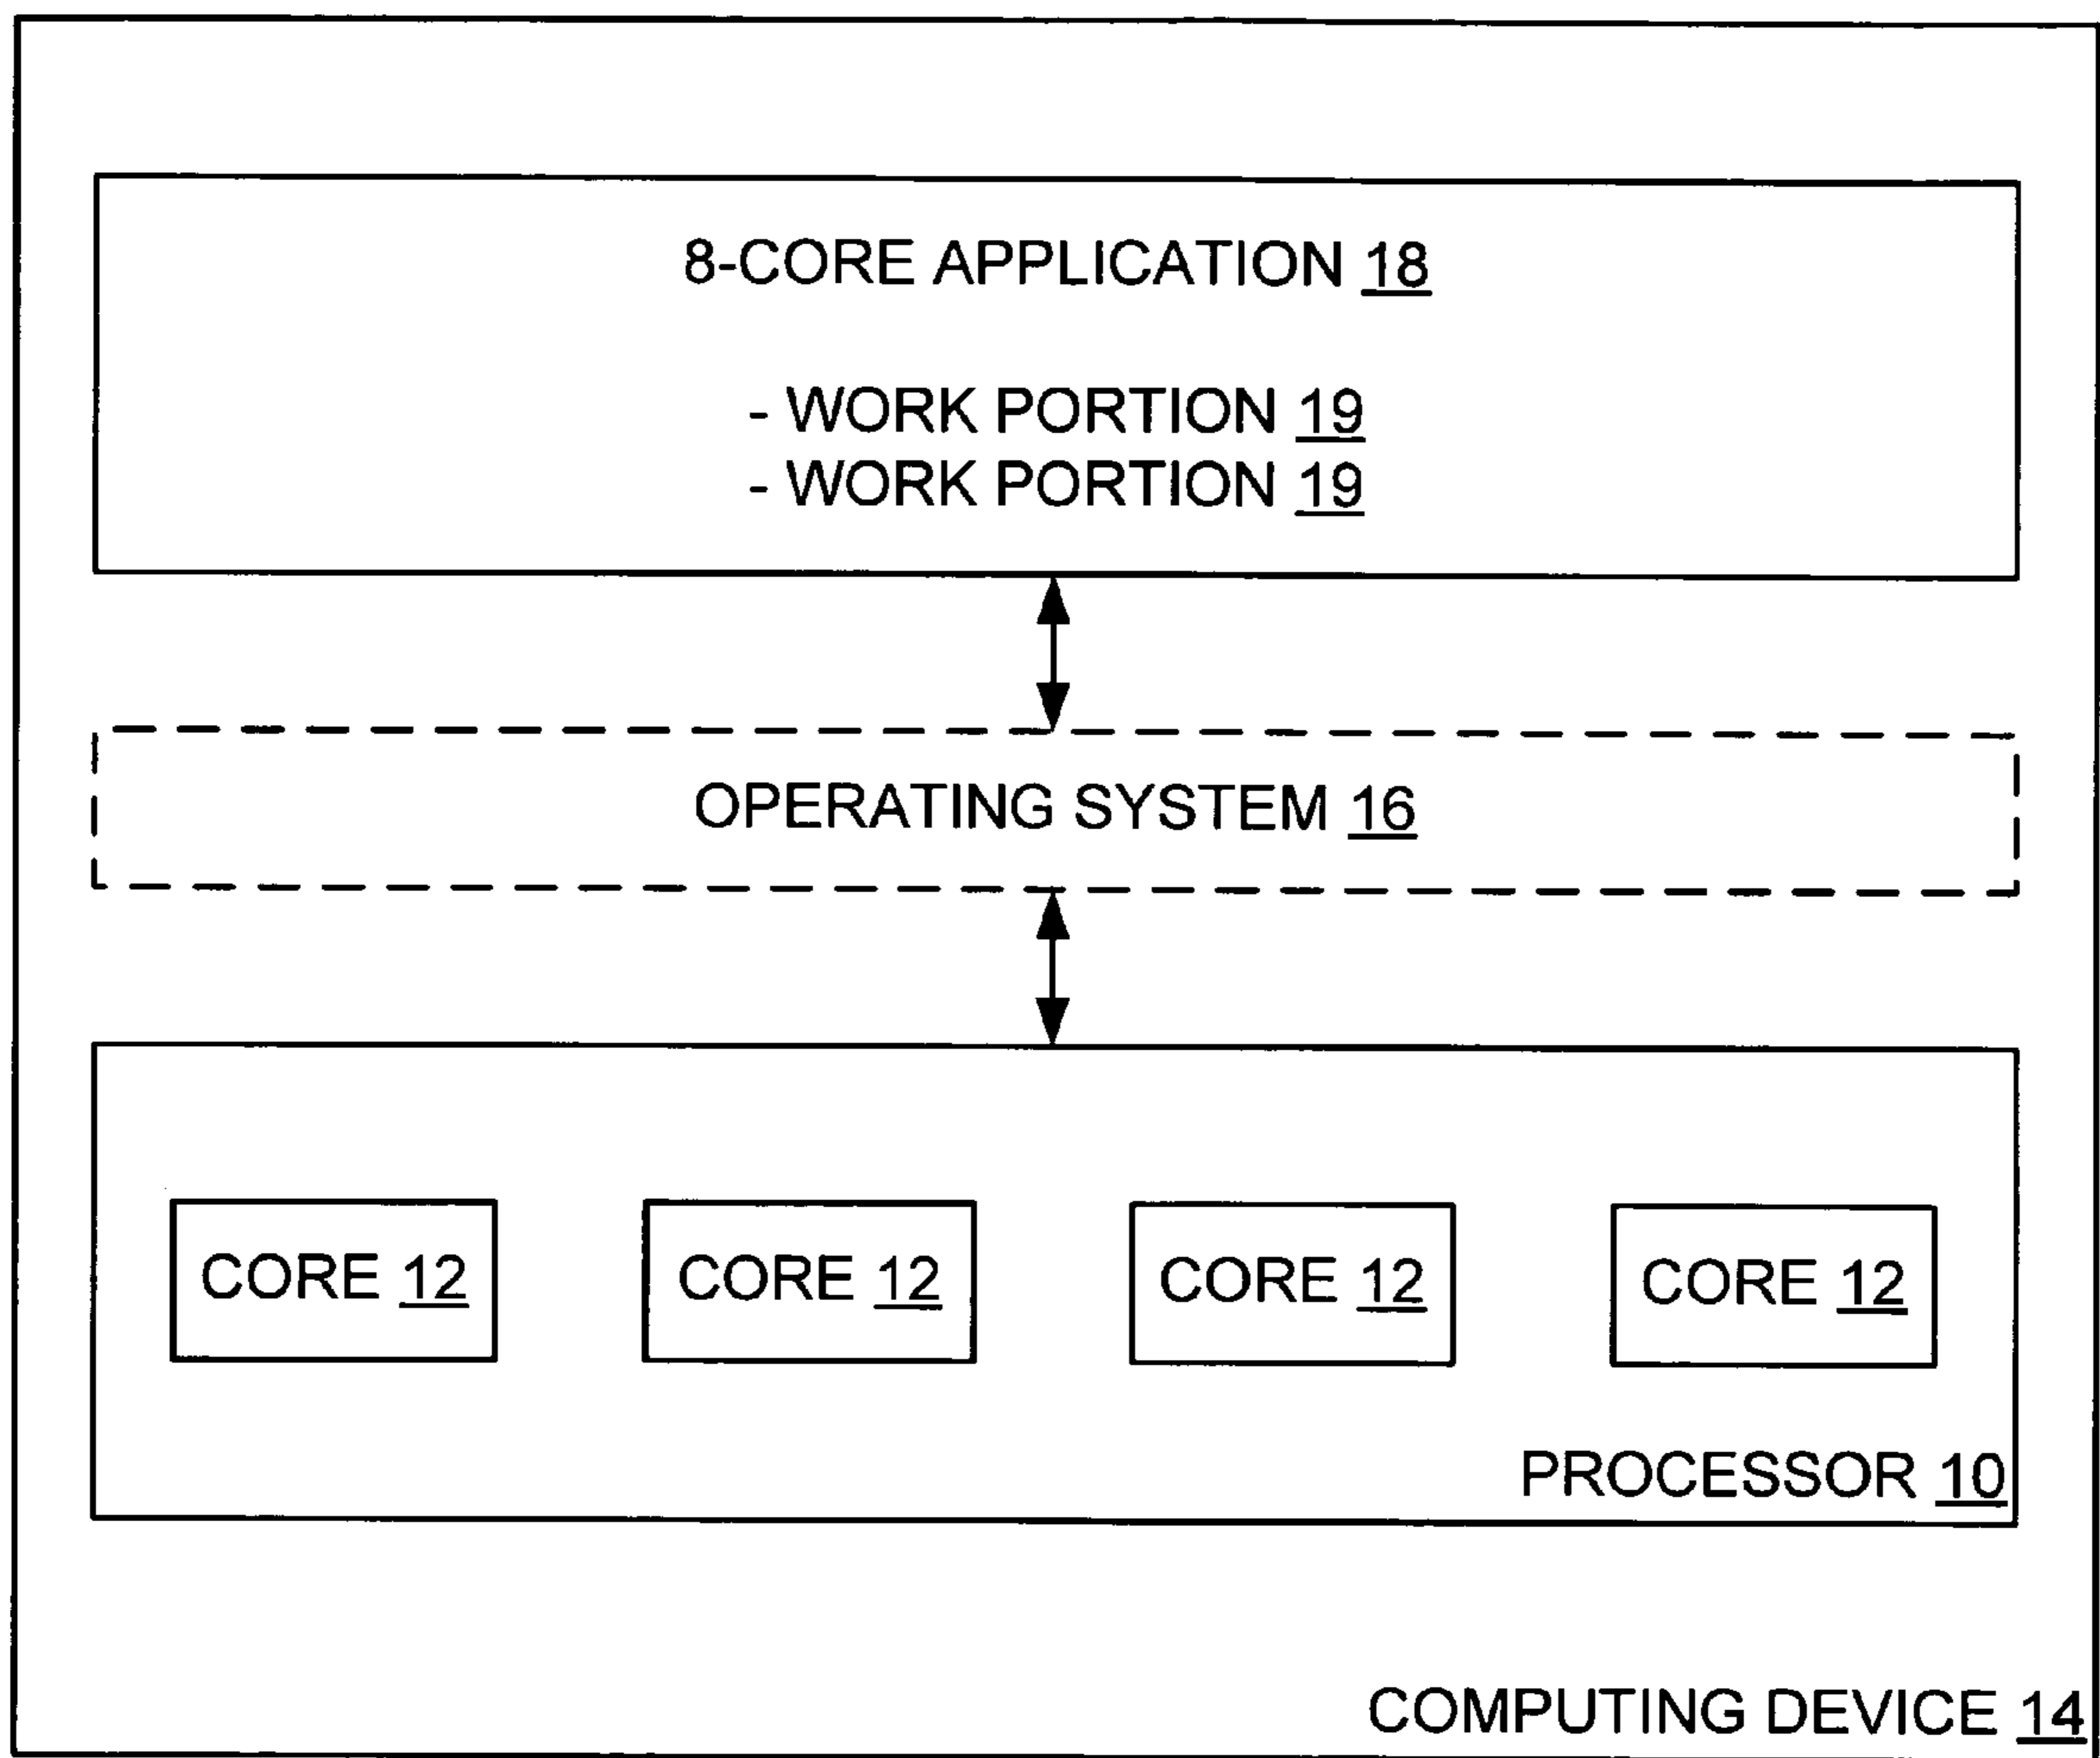 8-CORE APPLICATION 18
- WORK PORTION 19
- WORK PORTION 19
OPERATING SYSTEM 16
CORE 12
CORE 12
CORE 12
CORE 12
PROCESSOR 10
COMPUTING DEVICE 14